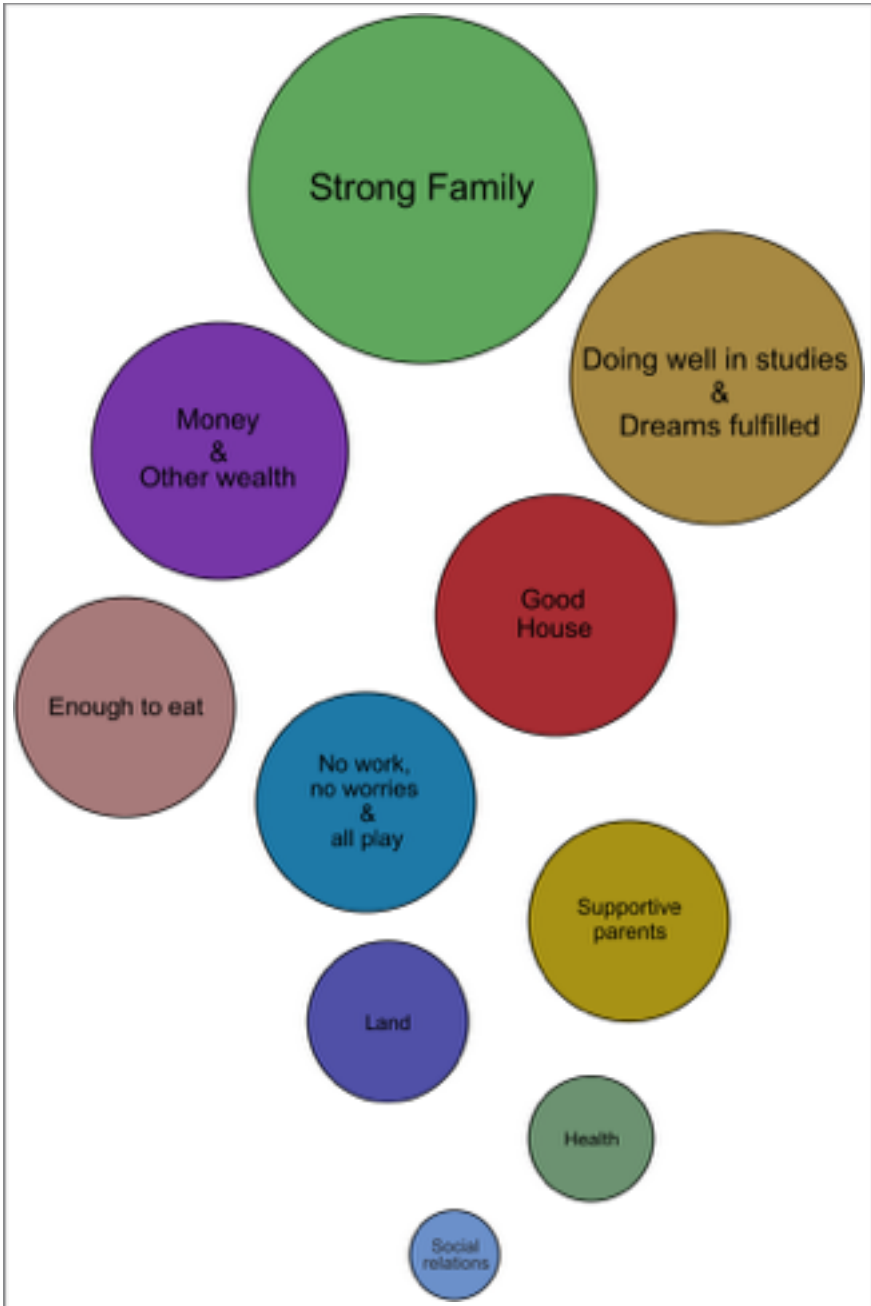 Strong Family
Doing well in studies
&
Dreams fulfilled
Money
&
Other wealth
Good
House
Enough to eat
No work,
no worries
&
all play
Supportive
parents
Land
Health
Social
relations